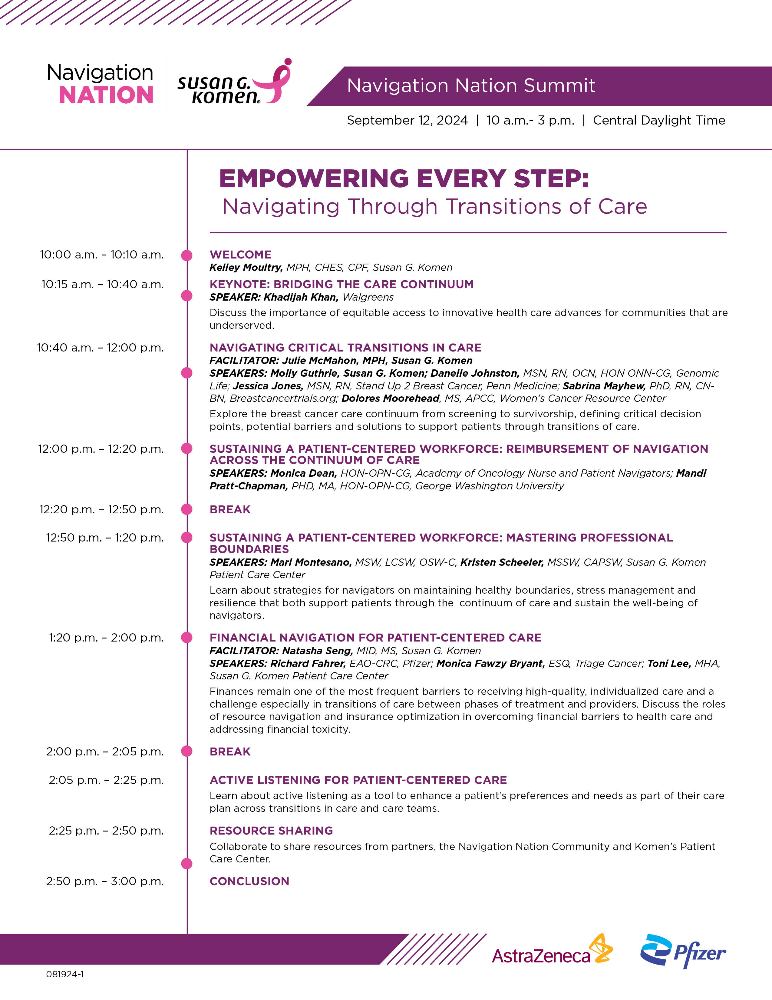 Navigation
NATION
susan G.
komen®
Navigation Nation Summit
September 12, 2024 | 10 a.m.- 3 p.m. | Central Daylight Time
EMPOWERING EVERY STEP:
Navigating Through Transitions of Care
10:00 a.m. – 10:10 a.m.
WELCOME
Kelley Moultry, MPH, CHES, CPF, Susan G. Komen
10:15 a.m. – 10:40 a.m.
KEYNOTE: BRIDGING THE CARE CONTINUUM
SPEAKER: Khadijah Khan, Walgreens
Discuss the importance of equitable access to innovative health care advances for communities that are
underserved.
10:40 a.m. – 12:00 p.m.
NAVIGATING CRITICAL TRANSITIONS IN CARE
FACILITATOR: Julie McMahon, MPH, Susan G. Komen
SPEAKERS: Molly Guthrie, Susan G. Komen; Danelle Johnston, MSN, RN, OCN, HON ONN-CG, Genomic
Life; Jessica Jones, MSN, RN, Stand Up 2 Breast Cancer, Penn Medicine; Sabrina Mayhew, PhD, RN, CN-
BN, Breastcancertrials.org; Dolores Moorehead, MS, APCC, Women's Cancer Resource Center
Explore the breast cancer care continuum from screening to survivorship, defining critical decision
points, potential barriers and solutions to support patients through transitions of care.
12:00 p.m. – 12:20 p.m.
SUSTAINING A PATIENT-CENTERED WORKFORCE: REIMBURSEMENT OF NAVIGATION
ACROSS THE CONTINUUM OF CARE
SPEAKERS: Monica Dean, HON-OPN-CG, Academy of Oncology Nurse and Patient Navigators; Mandi
Pratt-Chapman, PHD, MA, HON-OPN-CG, George Washington University
12:20 p.m. – 12:50 p.m.
BREAK
12:50 p.m. – 1:20 p.m.
SUSTAINING A PATIENT-CENTERED WORKFORCE: MASTERING PROFESSIONAL
BOUNDARIES
SPEAKERS: Mari Montesano, MSW, LCSW, OSW-C, Kristen Scheeler, MSSW, CAPSW, Susan G. Komen
Patient Care Center
Learn about strategies for navigators on maintaining healthy boundaries, stress management and
resilience that both support patients through the continuum of care and sustain the well-being of
navigators.
1:20 p.m. – 2:00 p.m.
FINANCIAL NAVIGATION FOR PATIENT-CENTERED CARE
FACILITATOR: Natasha Seng, MID, MS, Susan G. Komen
SPEAKERS: Richard Fahrer, EAO-CRC, Pfizer; Monica Fawzy Bryant, ESQ, Triage Cancer; Toni Lee, MHA,
Susan G. Komen Patient Care Center
Finances remain one of the most frequent barriers to receiving high-quality, individualized care and a
challenge especially in transitions of care between phases of treatment and providers. Discuss the roles
of resource navigation and insurance optimization in overcoming financial barriers to health care and
addressing financial toxicity.
2:00 p.m. – 2:05 p.m.
BREAK
2:05 p.m. – 2:25 p.m.
ACTIVE LISTENING FOR PATIENT-CENTERED CARE
Learn about active listening as a tool to enhance a patient's preferences and needs as part of their care
plan across transitions in care and care teams.
2:25 p.m. – 2:50 p.m.
RESOURCE SHARING
Collaborate to share resources from partners, the Navigation Nation Community and Komen's Patient
Care Center.
2:50 p.m. – 3:00 p.m.
CONCLUSION
AstraZeneca
Pfizer
081924-1